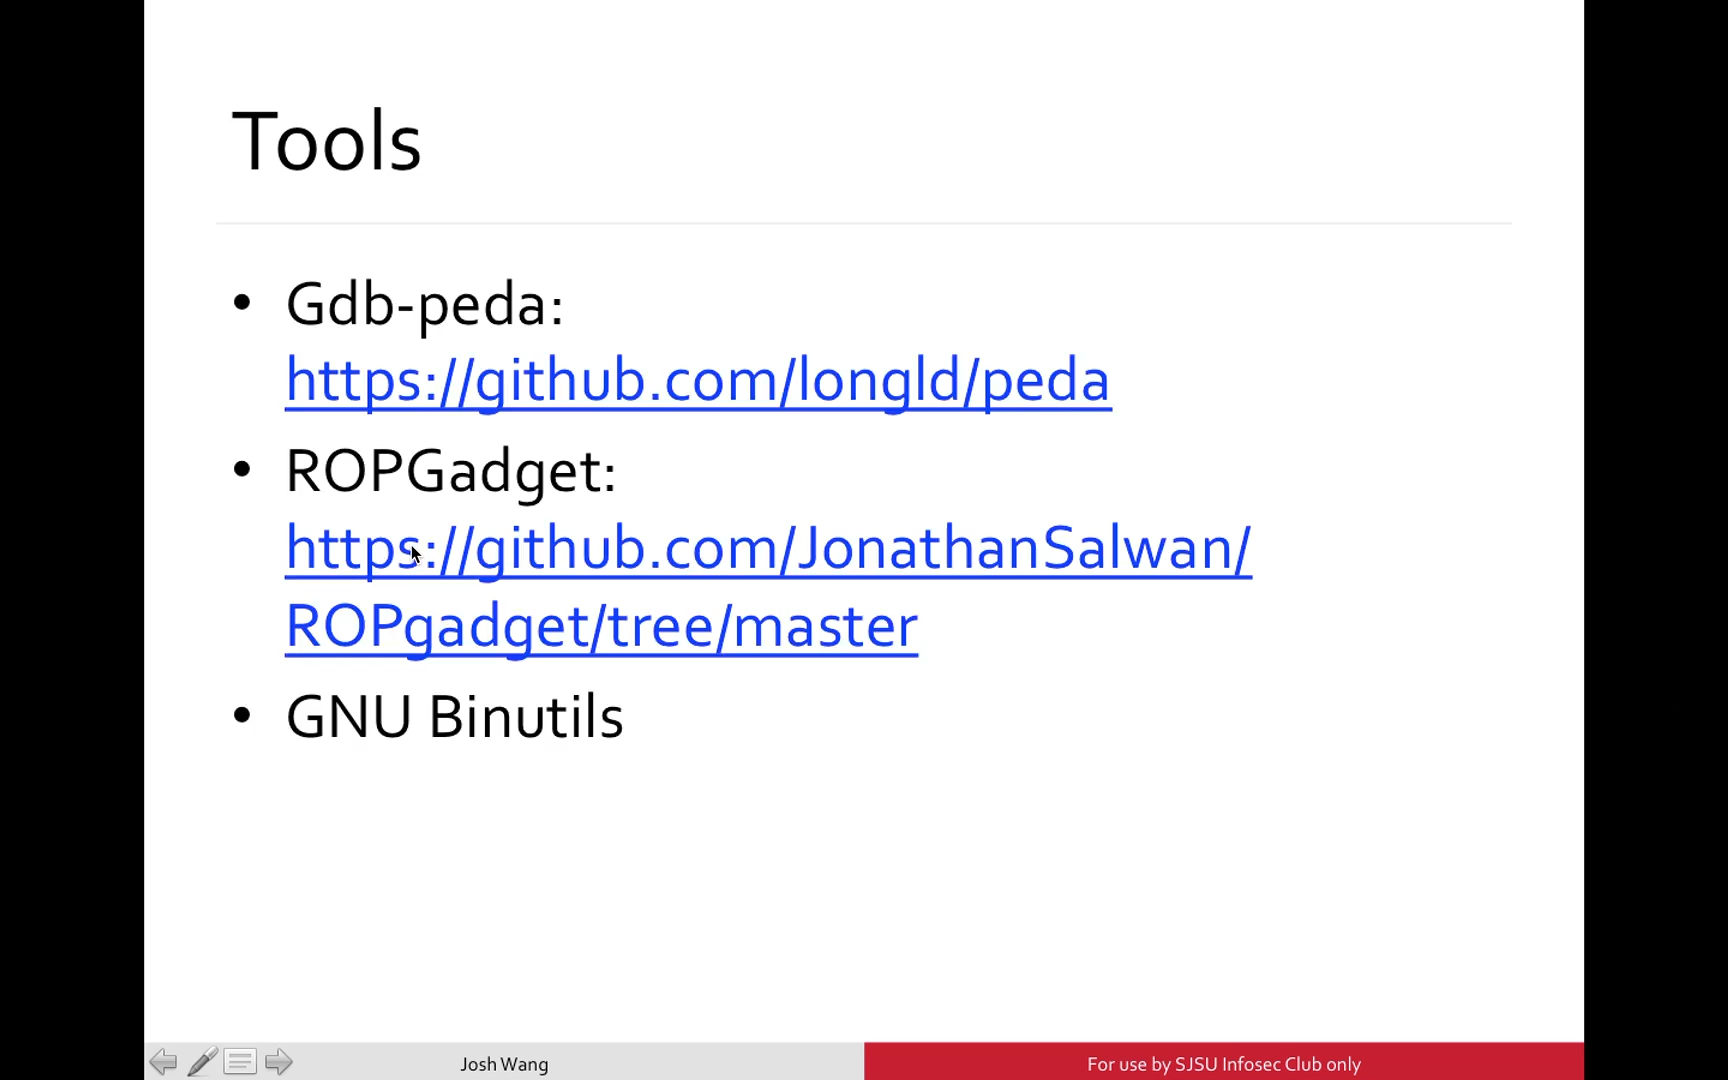 Tools
• Gdb-peda:
https://github.com/longld/peda
• ROPGadget:
https://github.com/JonathanSalwan/
ROPgadget/tree/master
• GNU Binutils
Josh Wang
For use by SJSU Infosec Club only